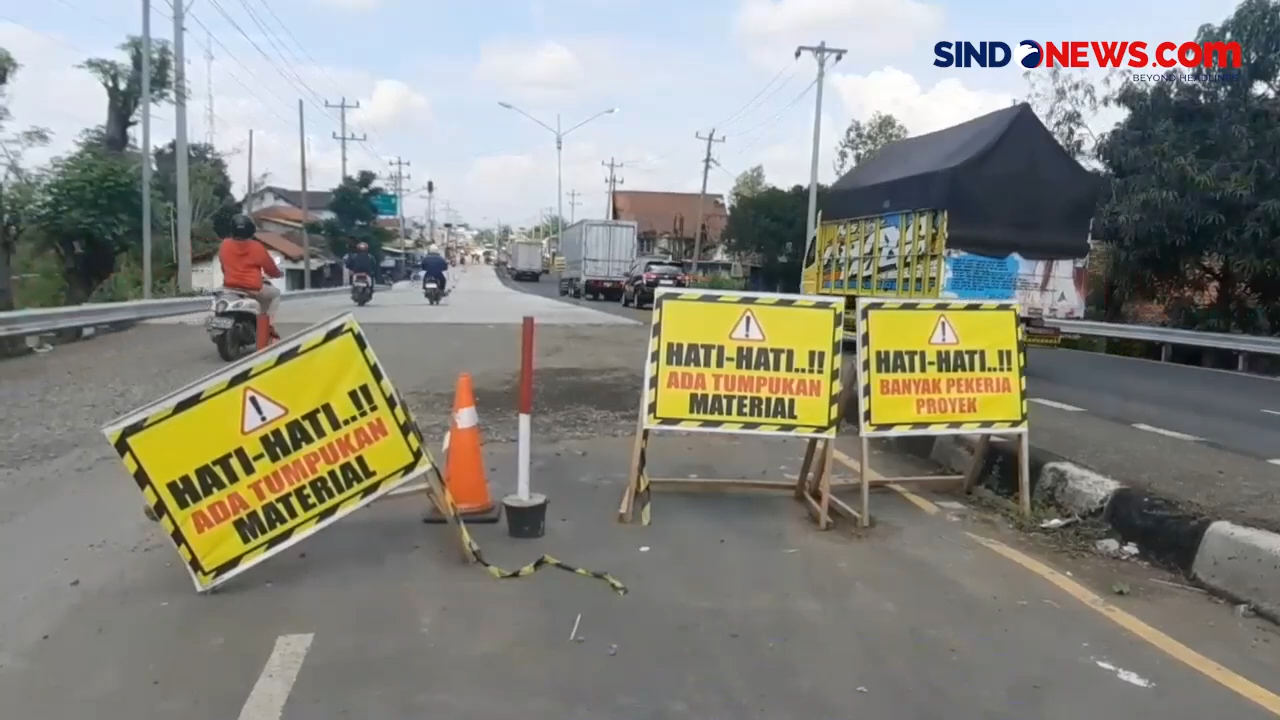 SINDONEWS.com
BEYOND HEADLINES
HATI-HATI..!!
ADA TUMPUKAN
MATERIAL
HATI-HATI..!!
ADA TUMPUKAN
MATERIAL
HATI-HATI..!!
BANYAK PEKERJA
PROYEK